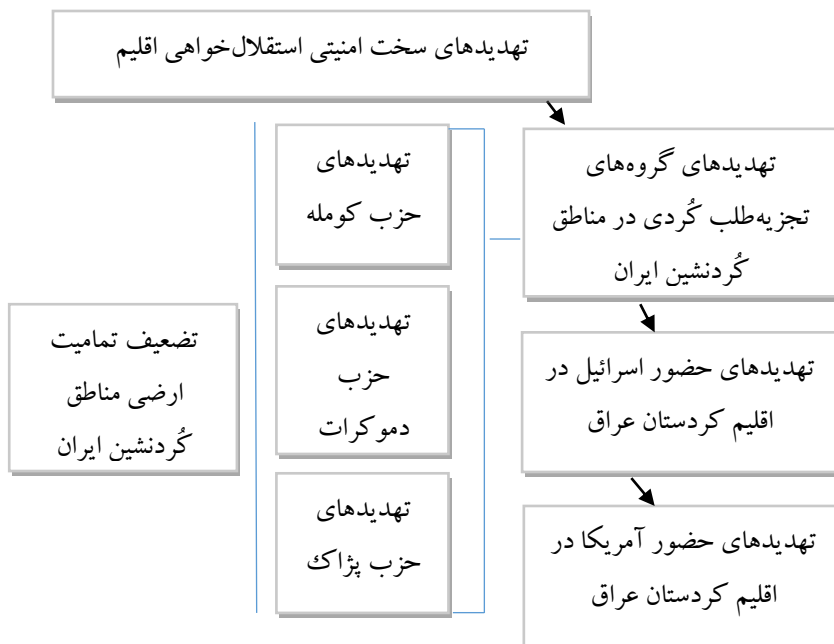 تهدیدهای سخت امنیتی استقلال‌خواهی اقلیم
تهدیدهای گروه‌های
تجزیه‌طلب کُردی در مناطق
کُردنشین ایران
تهدیدهای حضور اسرائیل در
اقلیم کردستان عراق
تهدیدهای حضور آمریکا در
اقلیم کردستان عراق
تهدیدهای
حزب کومله
تهدیدهای
حزب
دموکرات
تهدیدهای
حزب پژاک
تضعیف تمامیت
ارضی مناطق
کُردنشین ایران